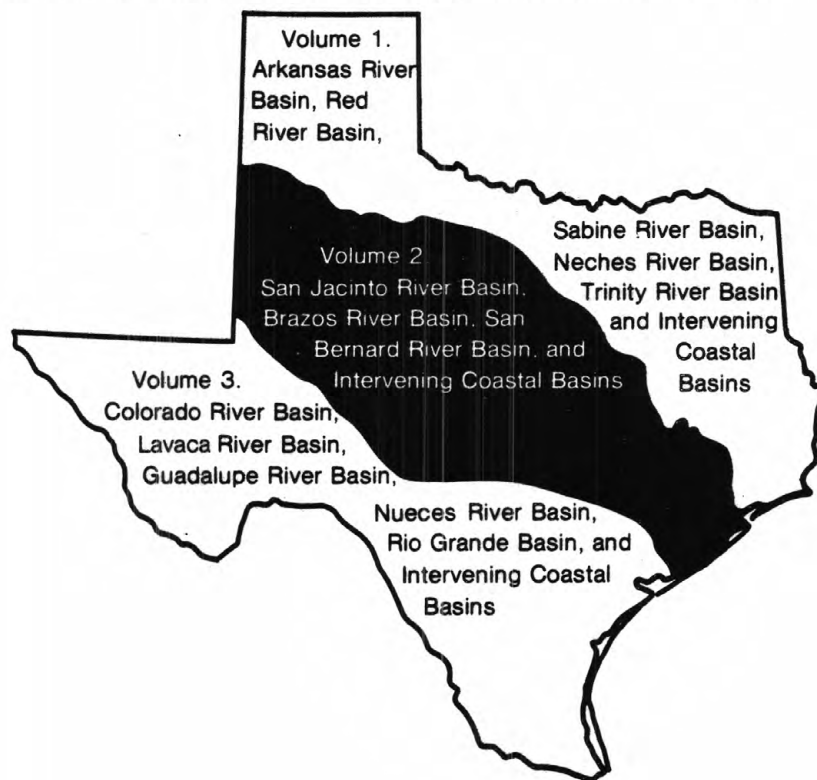 Volume 1.
Arkansas River
Basin, Red
River Basin,
Sabine River Basin,
Neches River Basin,
Trinity River Basin
and Intervening
Coastal
Basins
Volume 2
San Jacinto River Basin,
Brazos River Basin, San
Bernard River Basin, and
Intervening Coastal Basins
Volume 3.
Colorado River Basin,
Lavaca River Basin,
Guadalupe River Basin,
Nueces River Basin,
Rio Grande Basin, and
Intervening Coastal
Basins